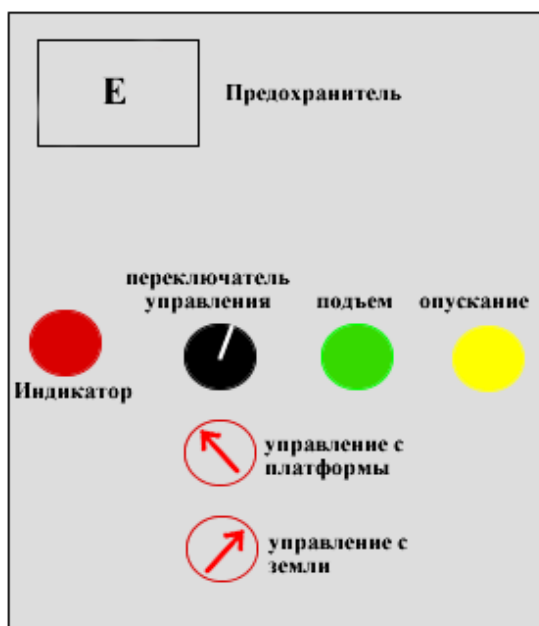 E
Предохранитель
переключатель
управления
подъем
опускание
Индикатор
управление с
платформы
управление с
земли